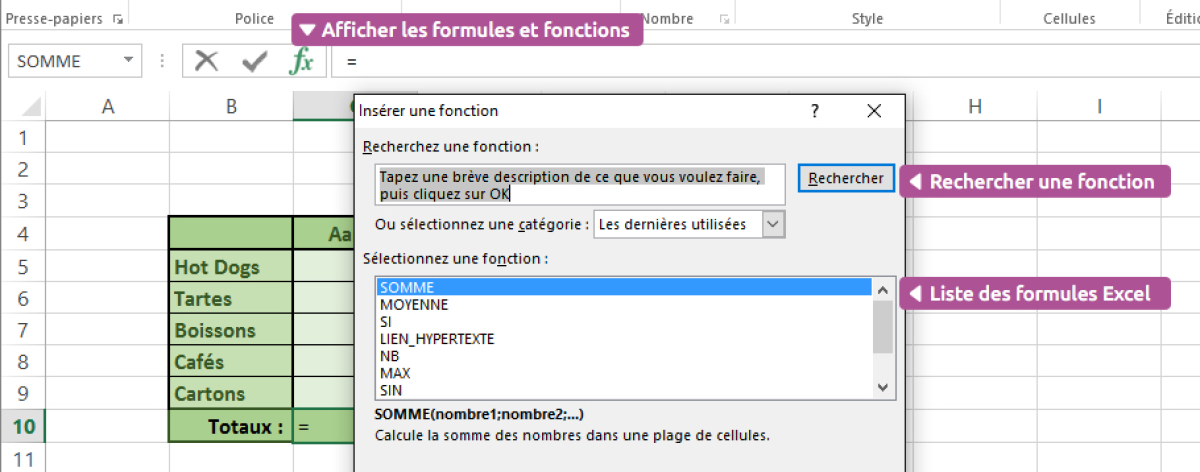 Presse-papiers
Police
Nombre
Style
Cellules
Afficher les formules et fonctions
SOMME
fx
=
A
B
H
I
Insérer une fonction
?
1
Recherchez une fonction :
2
Tapez une brève description de ce que vous voulez faire,
puis cliquez sur OK
Rechercher
Rechercher une fonction
3
Ou sélectionnez une catégorie :
Les dernières utilisées
4
Sélectionnez une fonction :
5
Hot Dogs
SOMME
Liste des formules Excel
6
Tartes
MOYENNE
SI
7
Boissons
LIEN_HYPERTEXTE
NB
8
Cafés
MAX
9
Cartons
SIN
10
Totaux :
=
SOMME(nombre1;nombre2;...)
Calcule la somme des nombres dans une plage de cellules.
11